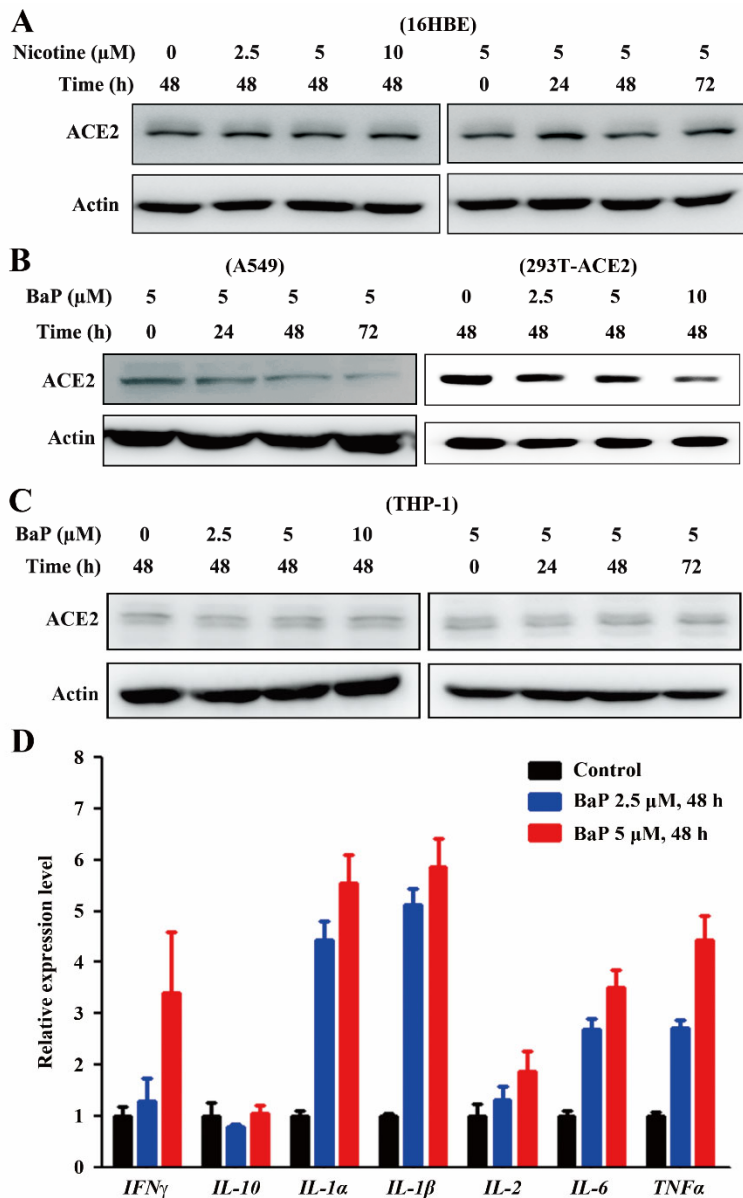 A
(16HBE)
Nicotine (µM) 0 2.5 5 10 5 5 5 5
Time (h) 48 48 48 48 0 24 48 72
ACE2
Actin
B
(A549) (293T-ACE2)
BaP (µM) 5 5 5 5 0 2.5 5 10
Time (h) 0 24 48 72 48 48 48 48
ACE2
Actin
C
(THP-1)
BaP (µM) 0 2.5 5 10 5 5 5 5
Time (h) 48 48 48 48 0 24 48 72
ACE2
Actin
D
Relative expression level
8
7
6
5
4
3
2
1
0
Control
BaP 2.5 µM, 48 h
BaP 5 µM, 48 h
IFNγ IL-10 IL-1α IL-1β IL-2 IL-6 TNFα